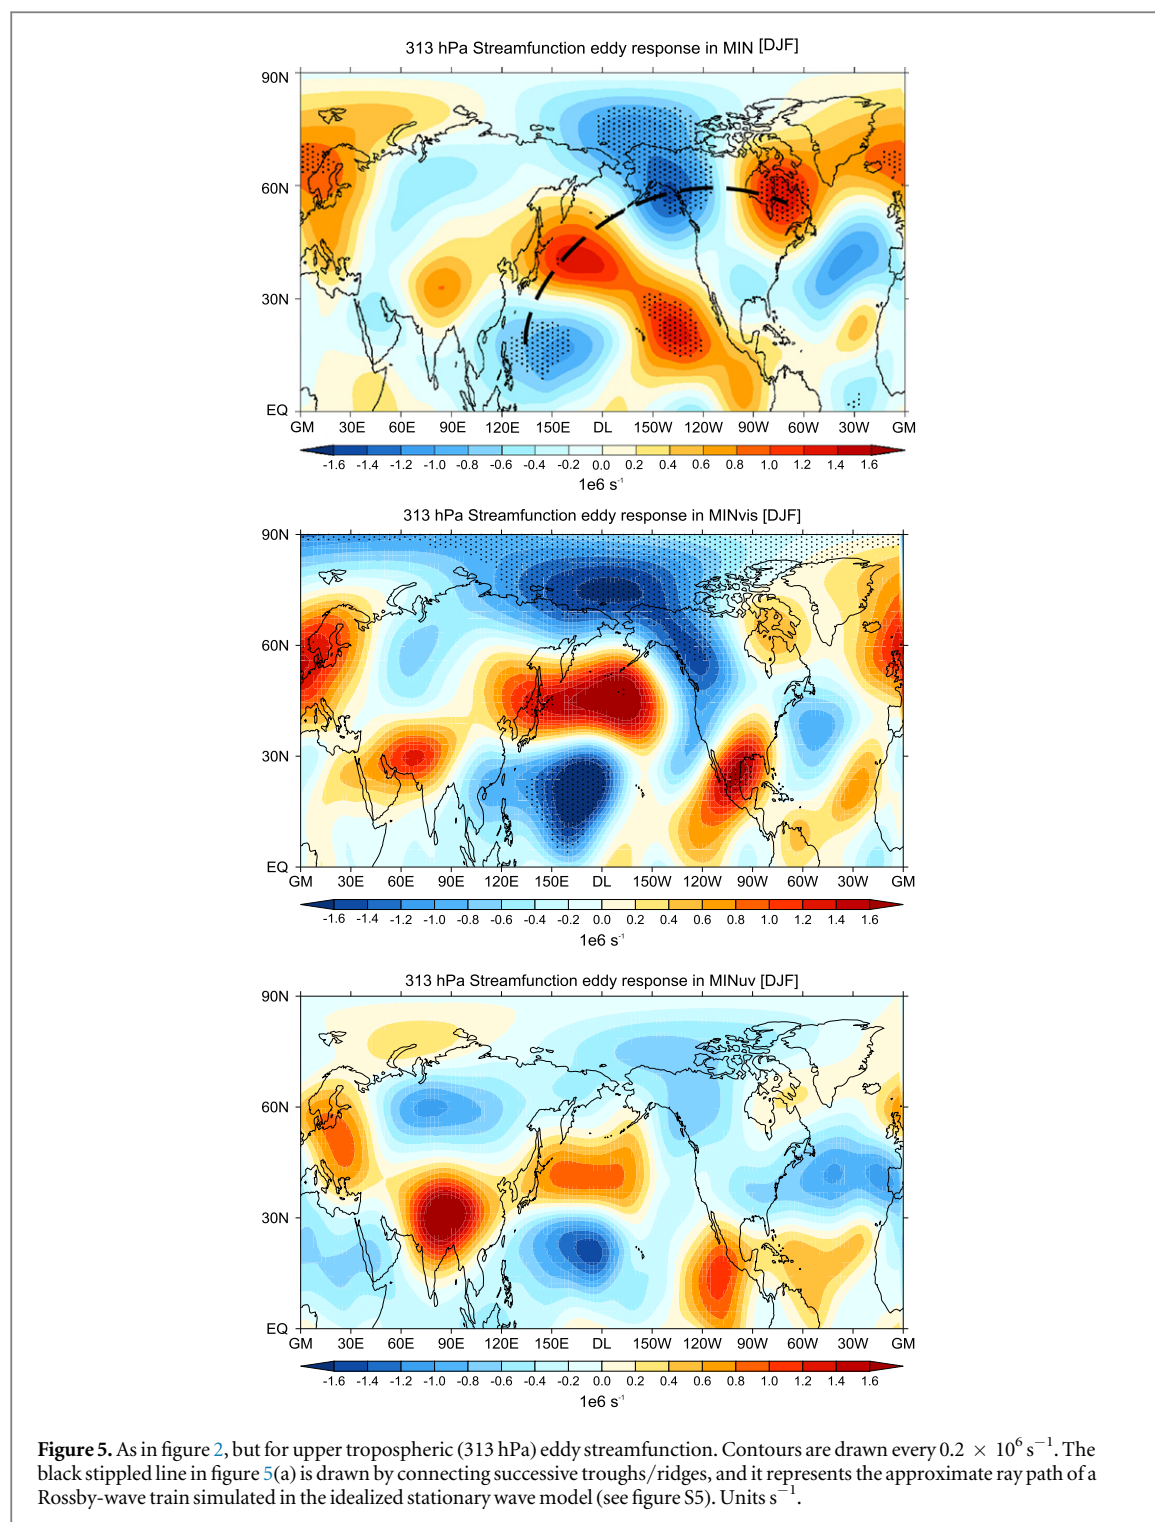 313 hPa Streamfunction eddy response in MIN [DJF]
90N
60N
30N
EQ
GM 30E 60E 90E 120E 150E DL 150W 120W 90W 60W 30W GM
-1.6 -1.4 -1.2 -1.0 -0.8 -0.6 -0.4 -0.2 0.0 0.2 0.4 0.6 0.8 1.0 1.2 1.4 1.6
1e6 s⁻¹
313 hPa Streamfunction eddy response in MINvis [DJF]
90N
60N
30N
EQ
GM 30E 60E 90E 120E 150E DL 150W 120W 90W 60W 30W GM
-1.6 -1.4 -1.2 -1.0 -0.8 -0.6 -0.4 -0.2 0.0 0.2 0.4 0.6 0.8 1.0 1.2 1.4 1.6
1e6 s⁻¹
313 hPa Streamfunction eddy response in MINuv [DJF]
90N
60N
30N
EQ
GM 30E 60E 90E 120E 150E DL 150W 120W 90W 60W 30W GM
-1.6 -1.4 -1.2 -1.0 -0.8 -0.6 -0.4 -0.2 0.0 0.2 0.4 0.6 0.8 1.0 1.2 1.4 1.6
1e6 s⁻¹
Figure 5. As in figure 2, but for upper tropospheric (313 hPa) eddy streamfunction. Contours are drawn every 0.2 × 10⁶ s⁻¹. The
black stippled line in figure 5(a) is drawn by connecting successive troughs/ridges, and it represents the approximate ray path of a
Rossby-wave train simulated in the idealized stationary wave model (see figure S5). Units s⁻¹.